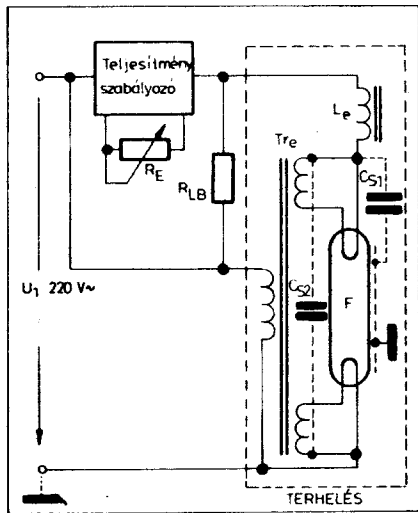 Teljesítmény
szabályozó
R_E
R_LB
L_e
Tr_e
C_S1
C_S2
F
U_1 220 V~
TERHELÉS